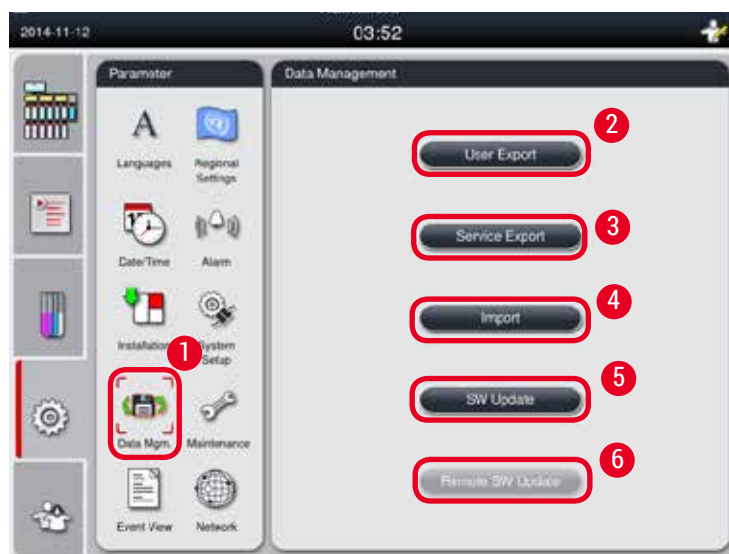 2014-11-12
03:52
Parameter
Data Management
Languages
Regional
Settings
Date/Time
Alarm
Installation
System
Setup
1
Data Mgm.
Maintenance
Event View
Network
2
User Export
3
Service Export
4
Import
5
SW Update
6
Remote SW Update